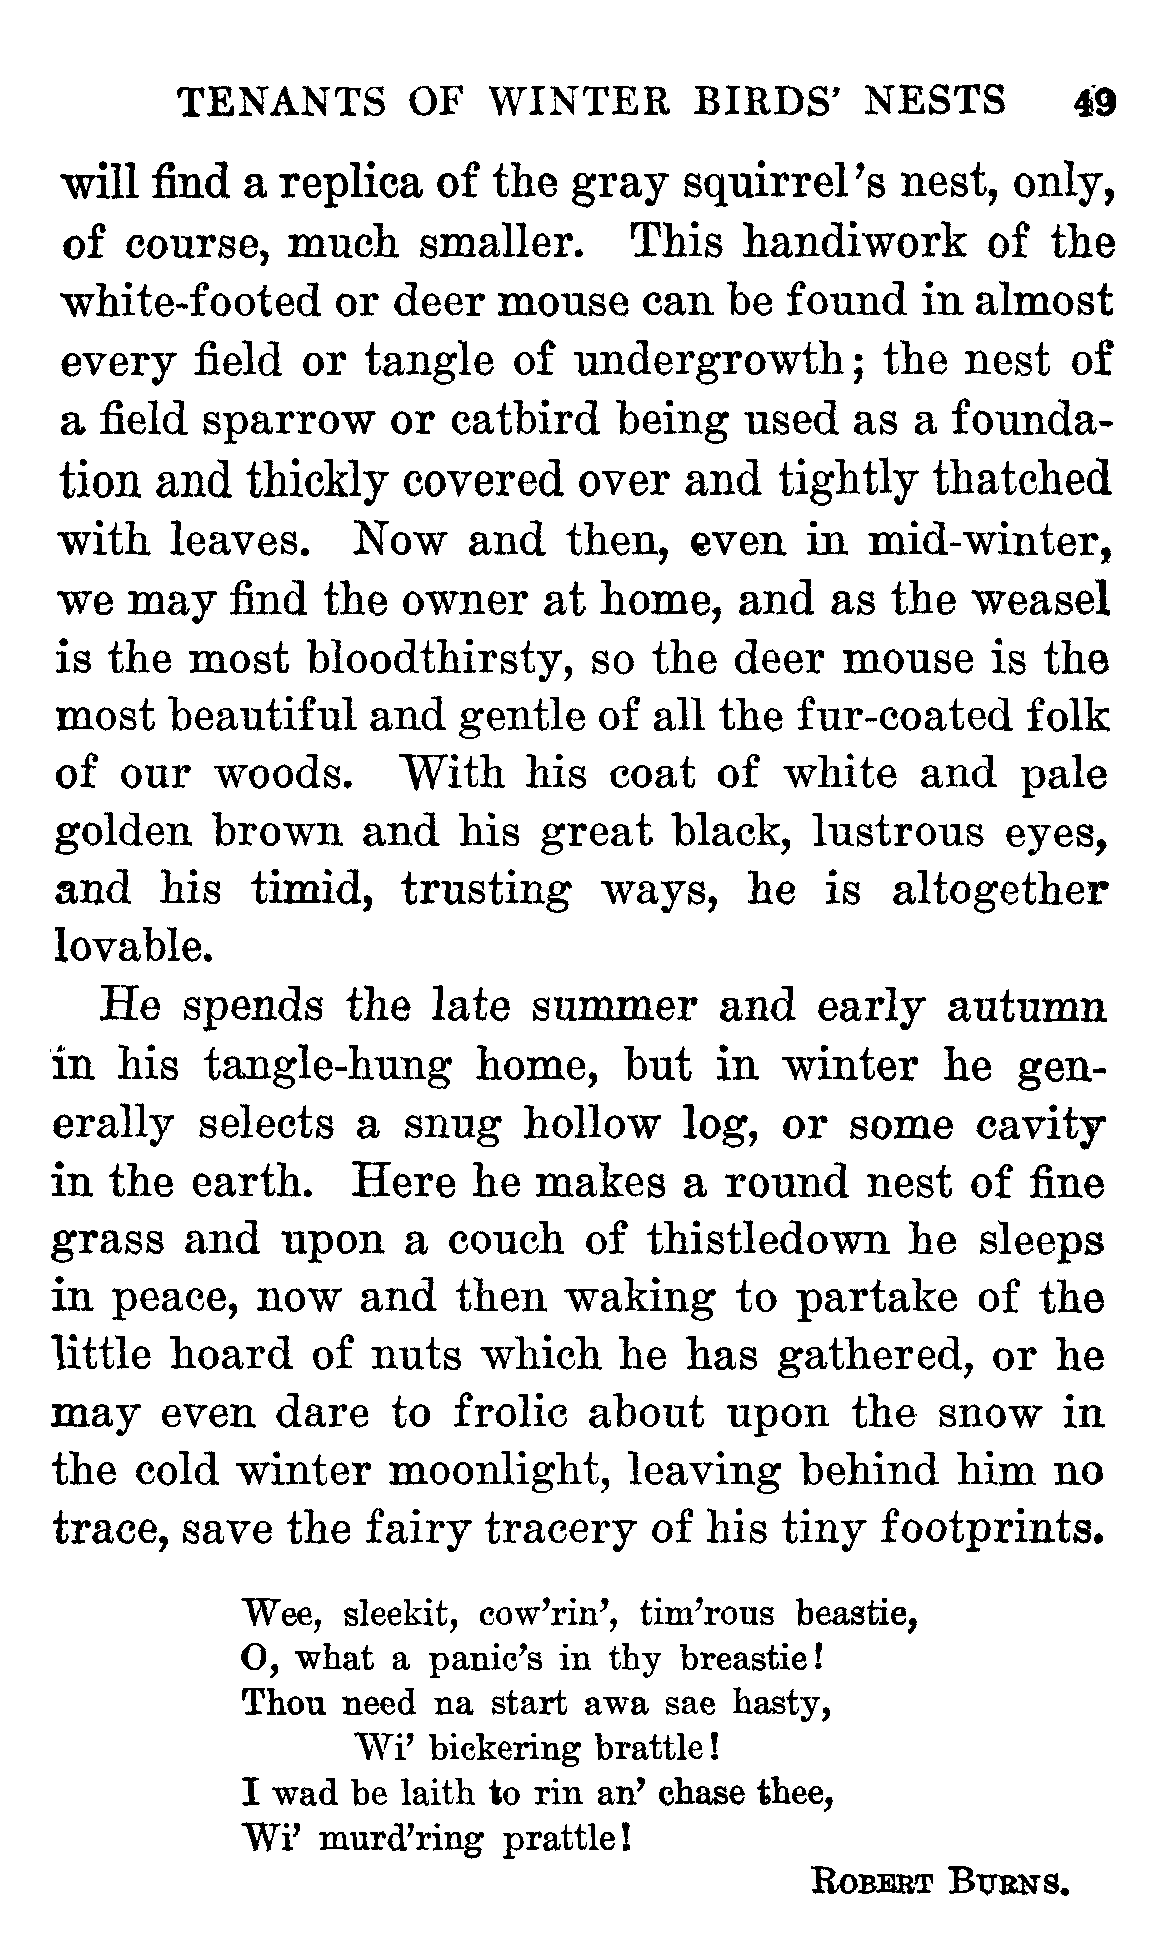 TENANTS OF WINTER BIRDS' NESTS 49
will find a replica of the gray squirrel's nest, only,
of course, much smaller. This handiwork of the
white-footed or deer mouse can be found in almost
every field or tangle of undergrowth; the nest of
a field sparrow or catbird being used as a founda-
tion and thickly covered over and tightly thatched
with leaves. Now and then, even in mid-winter,
we may find the owner at home, and as the weasel
is the most bloodthirsty, so the deer mouse is the
most beautiful and gentle of all the fur-coated folk
of our woods. With his coat of white and pale
golden brown and his great black, lustrous eyes,
and his timid, trusting ways, he is altogether
lovable.
He spends the late summer and early autumn
in his tangle-hung home, but in winter he gen-
erally selects a snug hollow log, or some cavity
in the earth. Here he makes a round nest of fine
grass and upon a couch of thistledown he sleeps
in peace, now and then waking to partake of the
little hoard of nuts which he has gathered, or he
may even dare to frolic about upon the snow in
the cold winter moonlight, leaving behind him no
trace, save the fairy tracery of his tiny footprints.
Wee, sleekit, cow'rin', tim'rous beastie,
O, what a panic's in thy breastie!
Thou need na start awa sae hasty,
Wi' bickering brattle!
I wad be laith to rin an' chase thee,
Wi' murd'ring prattle!
ROBERT BURNS.